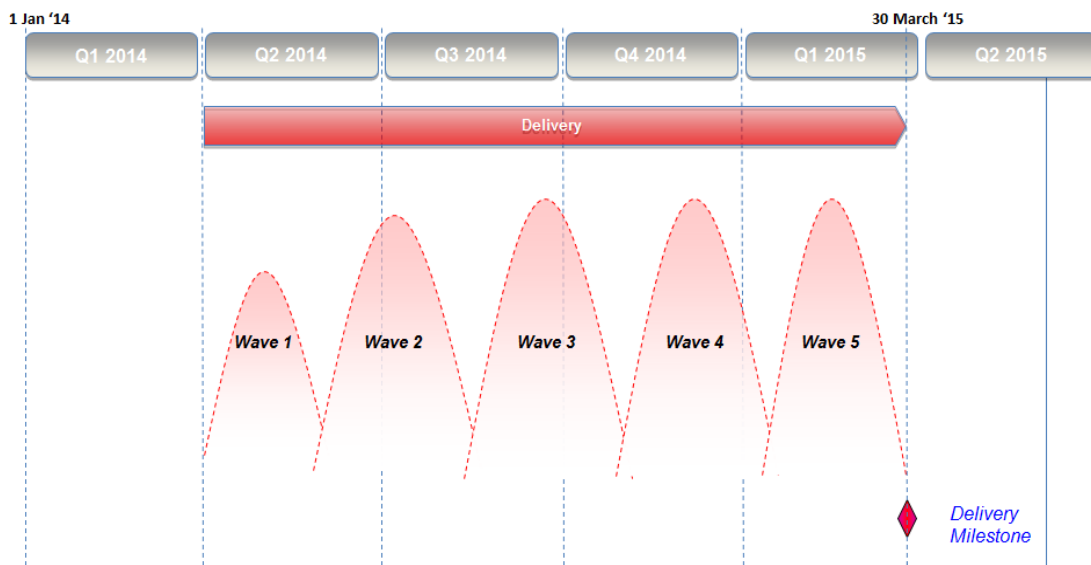 1 Jan ‘14
30 March ‘15
Q1 2014
Q2 2014
Q3 2014
Q4 2014
Q1 2015
Q2 2015
Delivery
Wave 1
Wave 2
Wave 3
Wave 4
Wave 5
Delivery
Milestone